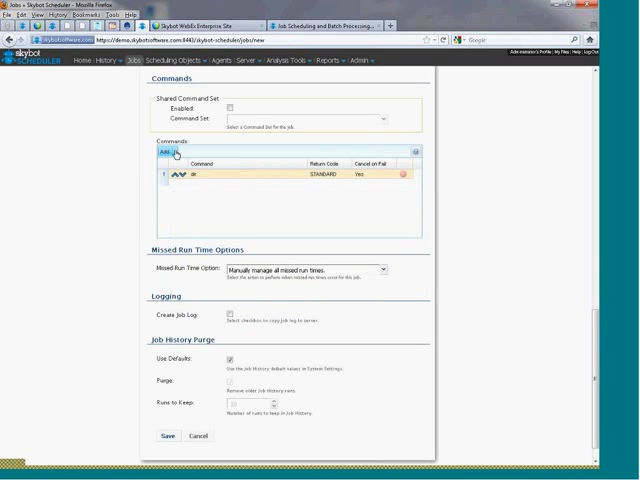 Jobs » Skybot Scheduler - Mozilla Firefox
File Edit View History Bookmarks Tools Help
Skybot WebEx Enterprise Site
Job Scheduling and Batch Processing...
skybotsoftware.com https://demo.skybotsoftware.com:8443/skybot-scheduler/jobs/new
Google
skybot
SCHEDULER
Administrator's Profile | My Files | Help | Log Out
Home History Jobs Scheduling Objects Agents Server Analysis Tools Reports Admin
Commands
Shared Command Set
Enabled:
Command Set:
Select a Command Set for the job.
Commands:
Add
Command Return Code Cancel on Fail
1 dir STANDARD Yes
Missed Run Time Options
Missed Run Time Option: Manually manage all missed run times.
Select the action to perform when missed run times occur for this job.
Logging
Create Job Log:
Select checkbox to copy job log to server.
Job History Purge
Use Defaults:
Use the Job History default values in System Settings.
Purge:
Remove older Job History runs.
Runs to Keep:
Number of runs to keep in Job History.
Save Cancel